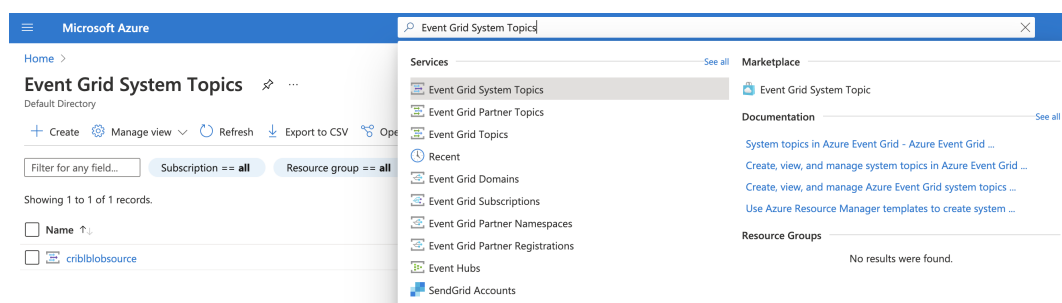 Microsoft Azure
Event Grid System Topics
Home >
Event Grid System Topics
...
Default Directory
+ Create
Manage view
Refresh
Export to CSV
Ope
Filter for any field...
Subscription == all
Resource group == all
Showing 1 to 1 of 1 records.
Name ↑↓
criblblobsource
Services
See all
Event Grid System Topics
Event Grid Partner Topics
Event Grid Topics
Recent
Event Grid Domains
Event Grid Subscriptions
Event Grid Partner Namespaces
Event Grid Partner Registrations
Event Hubs
SendGrid Accounts
Marketplace
Event Grid System Topic
Documentation
See all
System topics in Azure Event Grid - Azure Event Grid ...
Create, view, and manage system topics in Azure Event Grid ...
Create, view, and manage Azure Event Grid system topics ...
Use Azure Resource Manager templates to create system ...
Resource Groups
No results were found.